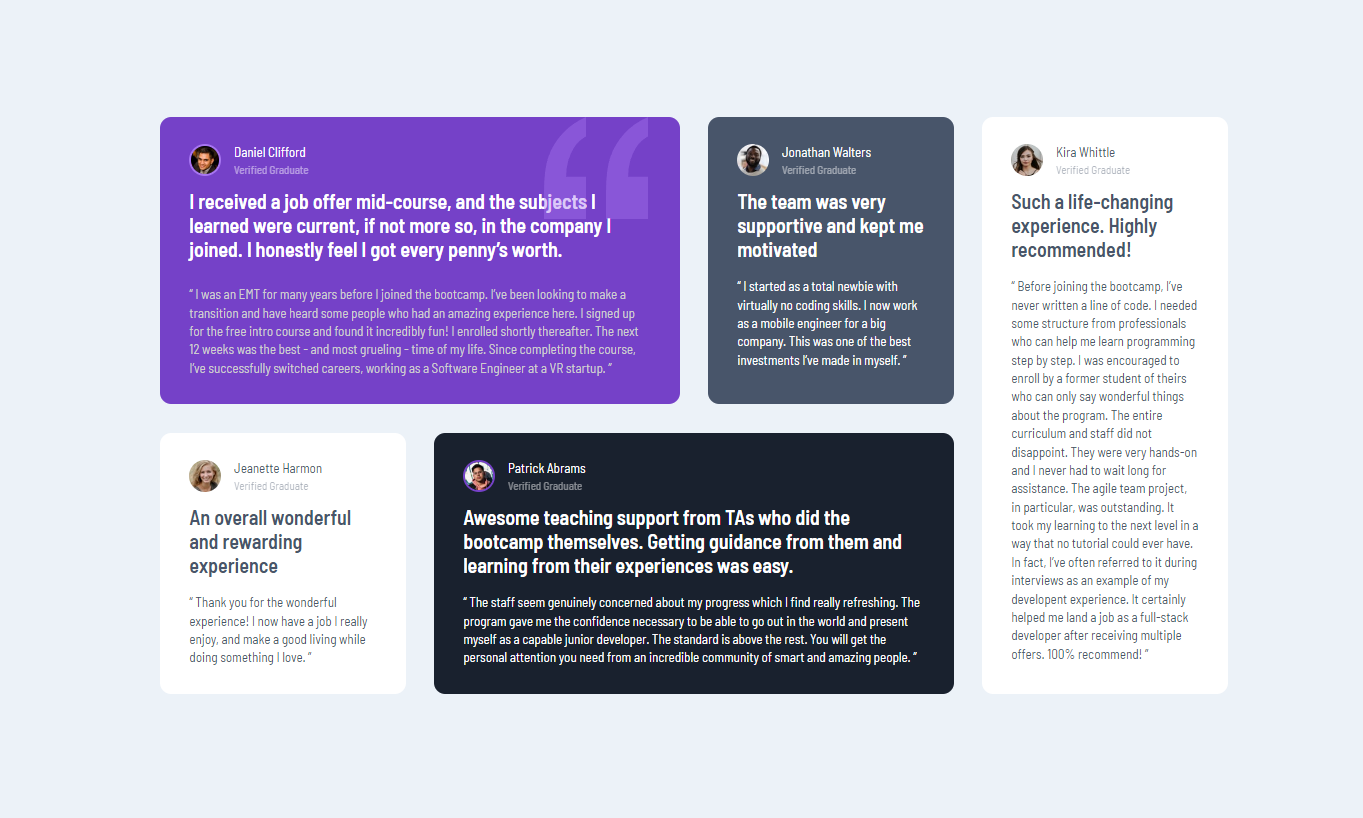 Daniel Clifford
Verified Graduate
I received a job offer mid-course, and the subjects I
learned were current, if not more so, in the company I
joined. I honestly feel I got every penny’s worth.
“ I was an EMT for many years before I joined the bootcamp. I’ve been looking to make a
transition and have heard some people who had an amazing experience here. I signed up
for the free intro course and found it incredibly fun! I enrolled shortly thereafter. The next
12 weeks was the best - and most grueling - time of my life. Since completing the course,
I’ve successfully switched careers, working as a Software Engineer at a VR startup. ”
Jonathan Walters
Verified Graduate
The team was very
supportive and kept me
motivated
“ I started as a total newbie with
virtually no coding skills. I now work
as a mobile engineer for a big
company. This was one of the best
investments I’ve made in myself. ”
Kira Whittle
Verified Graduate
Such a life-changing
experience. Highly
recommended!
“ Before joining the bootcamp, I’ve
never written a line of code. I needed
some structure from professionals
who can help me learn programming
step by step. I was encouraged to
enroll by a former student of theirs
who can only say wonderful things
about the program. The entire
curriculum and staff did not
disappoint. They were very hands-on
and I never had to wait long for
assistance. The agile team project,
in particular, was outstanding. It
took my learning to the next level in a
way that no tutorial could ever have.
In fact, I’ve often referred to it during
interviews as an example of my
developent experience. It certainly
helped me land a job as a full-stack
developer after receiving multiple
offers. 100% recommend! ”
Jeanette Harmon
Verified Graduate
An overall wonderful
and rewarding
experience
“ Thank you for the wonderful
experience! I now have a job I really
enjoy, and make a good living while
doing something I love. ”
Patrick Abrams
Verified Graduate
Awesome teaching support from TAs who did the
bootcamp themselves. Getting guidance from them and
learning from their experiences was easy.
“ The staff seem genuinely concerned about my progress which I find really refreshing. The
program gave me the confidence necessary to be able to go out in the world and present
myself as a capable junior developer. The standard is above the rest. You will get the
personal attention you need from an incredible community of smart and amazing people. ”